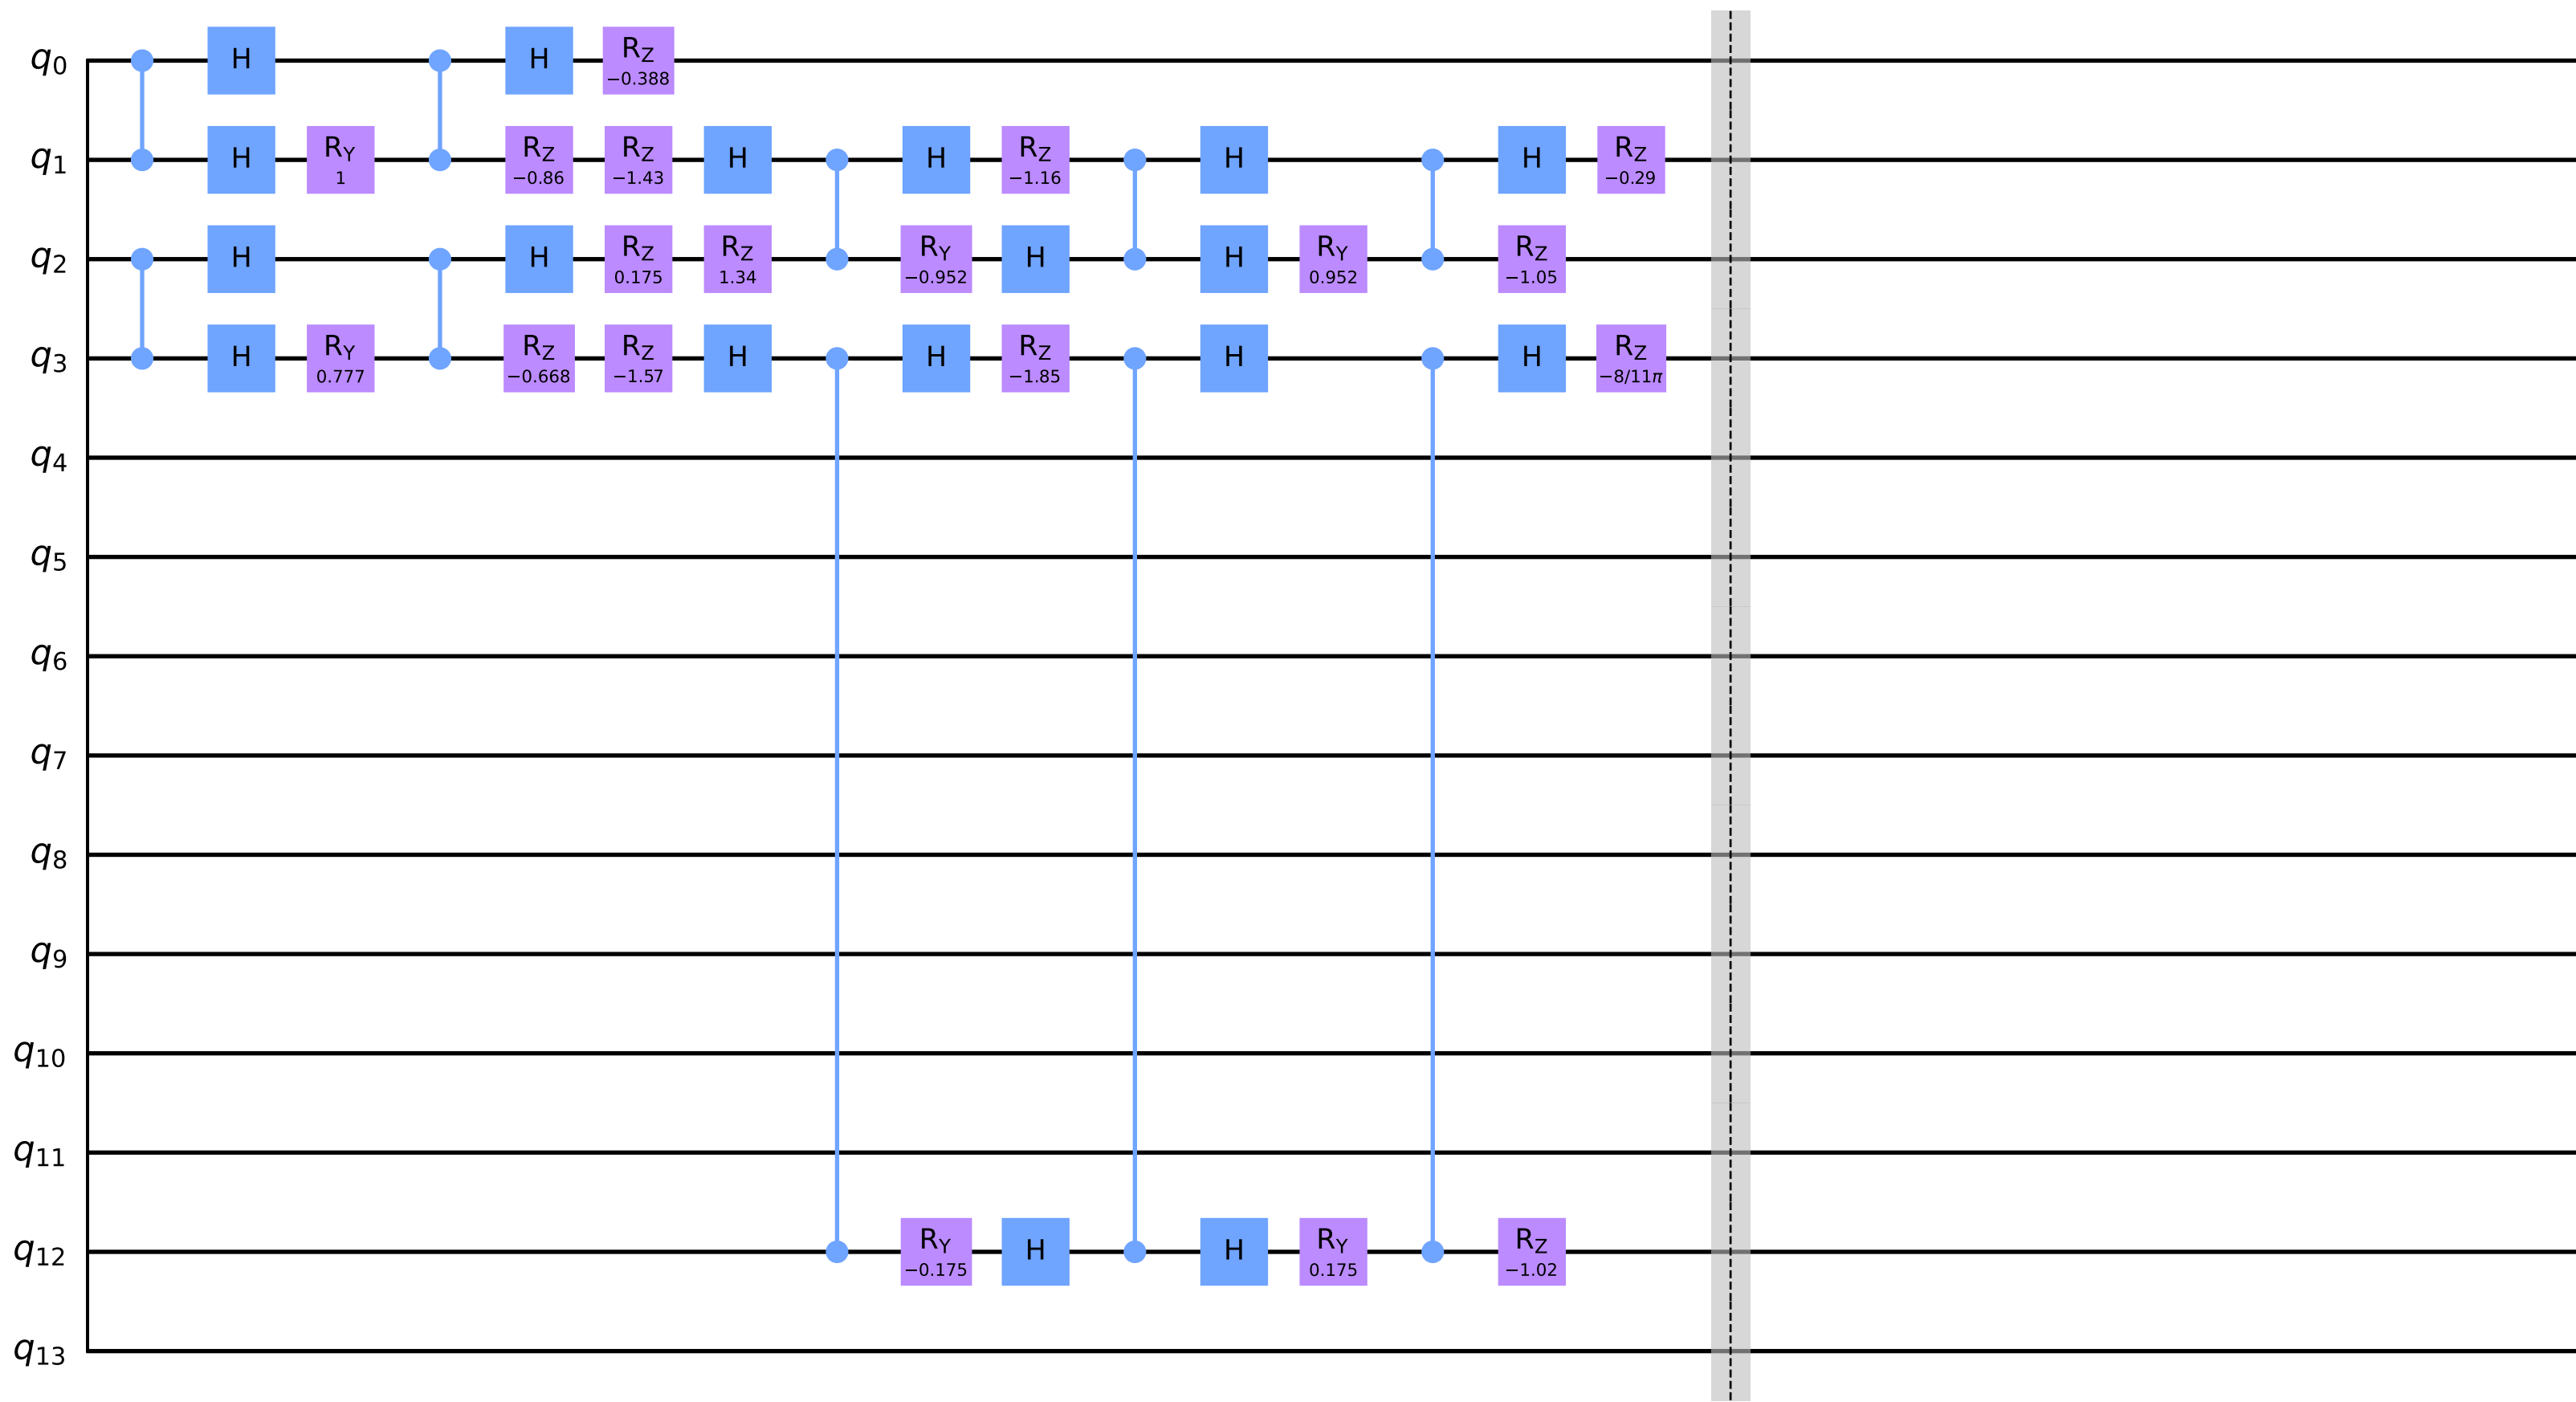 q0 H H RZ −0.388
q1 H RY 1 RZ −0.86 RZ −1.43 H H RZ −1.16 H H RZ −0.29
q2 H H RZ 0.175 RZ 1.34 RY −0.952 H H RY 0.952 RZ −1.05
q3 H RY 0.777 RZ −0.668 RZ −1.57 H H RZ −1.85 H H RZ −8/11π
q4
q5
q6
q7
q8
q9
q10
q11
q12 RY −0.175 H H RY 0.175 RZ −1.02
q13